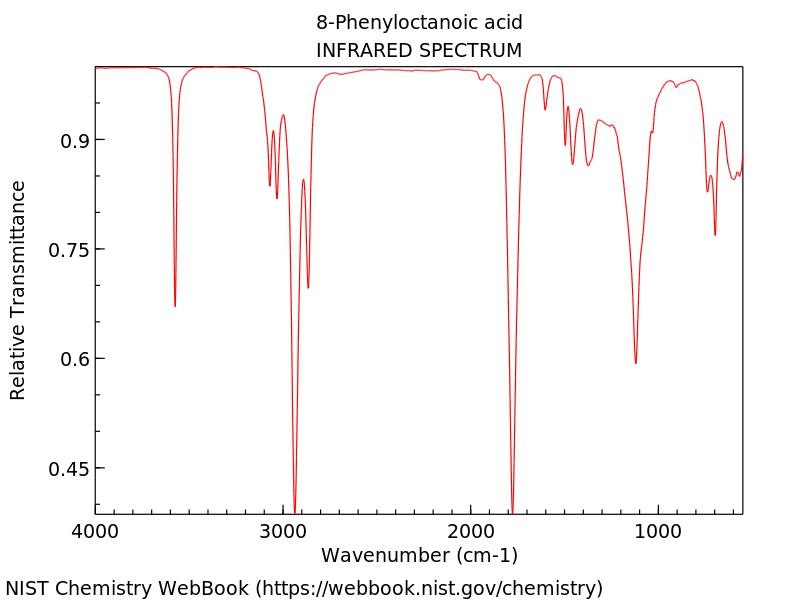 8-Phenyloctanoic acid
INFRARED SPECTRUM
0.9
0.75
0.6
0.45
Relative Transmittance
4000 3000 2000 1000
Wavenumber (cm-1)
NIST Chemistry WebBook (https://webbook.nist.gov/chemistry)